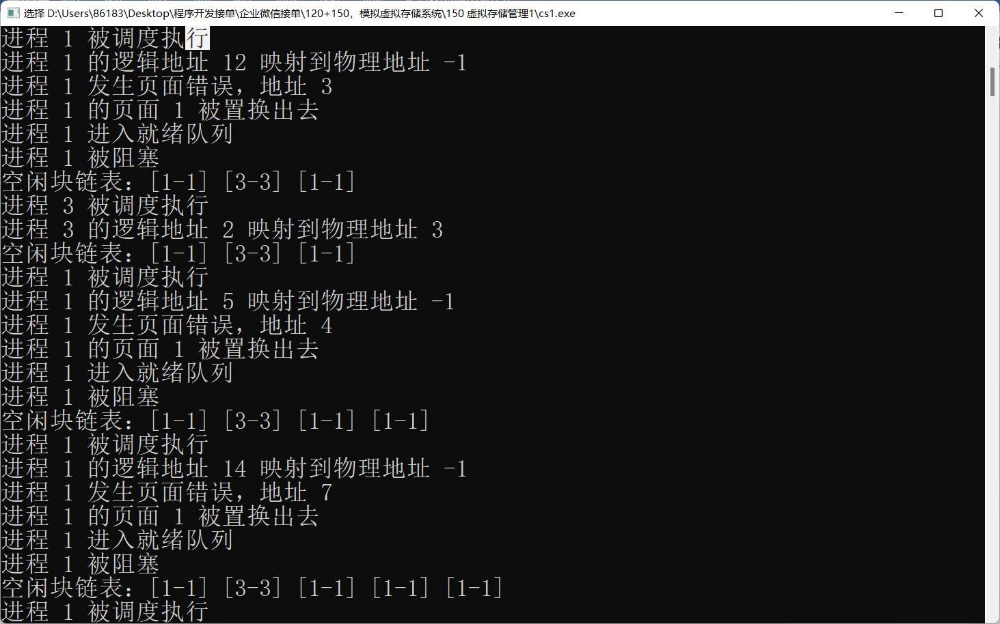 选择 D:\Users\86183\Desktop\程序开发接单\企业微信接单\120+150，模拟虚拟存储系统\150 虚拟存储管理1\cs1.exe
进程 1 被调度执行
进程 1 的逻辑地址 12 映射到物理地址 -1
进程 1 发生页面错误，地址 3
进程 1 的页面 1 被置换出去
进程 1 进入就绪队列
进程 1 被阻塞
空闲块链表：[1-1] [3-3] [1-1]
进程 3 被调度执行
进程 3 的逻辑地址 2 映射到物理地址 3
空闲块链表：[1-1] [3-3] [1-1]
进程 1 被调度执行
进程 1 的逻辑地址 5 映射到物理地址 -1
进程 1 发生页面错误，地址 4
进程 1 的页面 1 被置换出去
进程 1 进入就绪队列
进程 1 被阻塞
空闲块链表：[1-1] [3-3] [1-1] [1-1]
进程 1 被调度执行
进程 1 的逻辑地址 14 映射到物理地址 -1
进程 1 发生页面错误，地址 7
进程 1 的页面 1 被置换出去
进程 1 进入就绪队列
进程 1 被阻塞
空闲块链表：[1-1] [3-3] [1-1] [1-1] [1-1]
进程 1 被调度执行